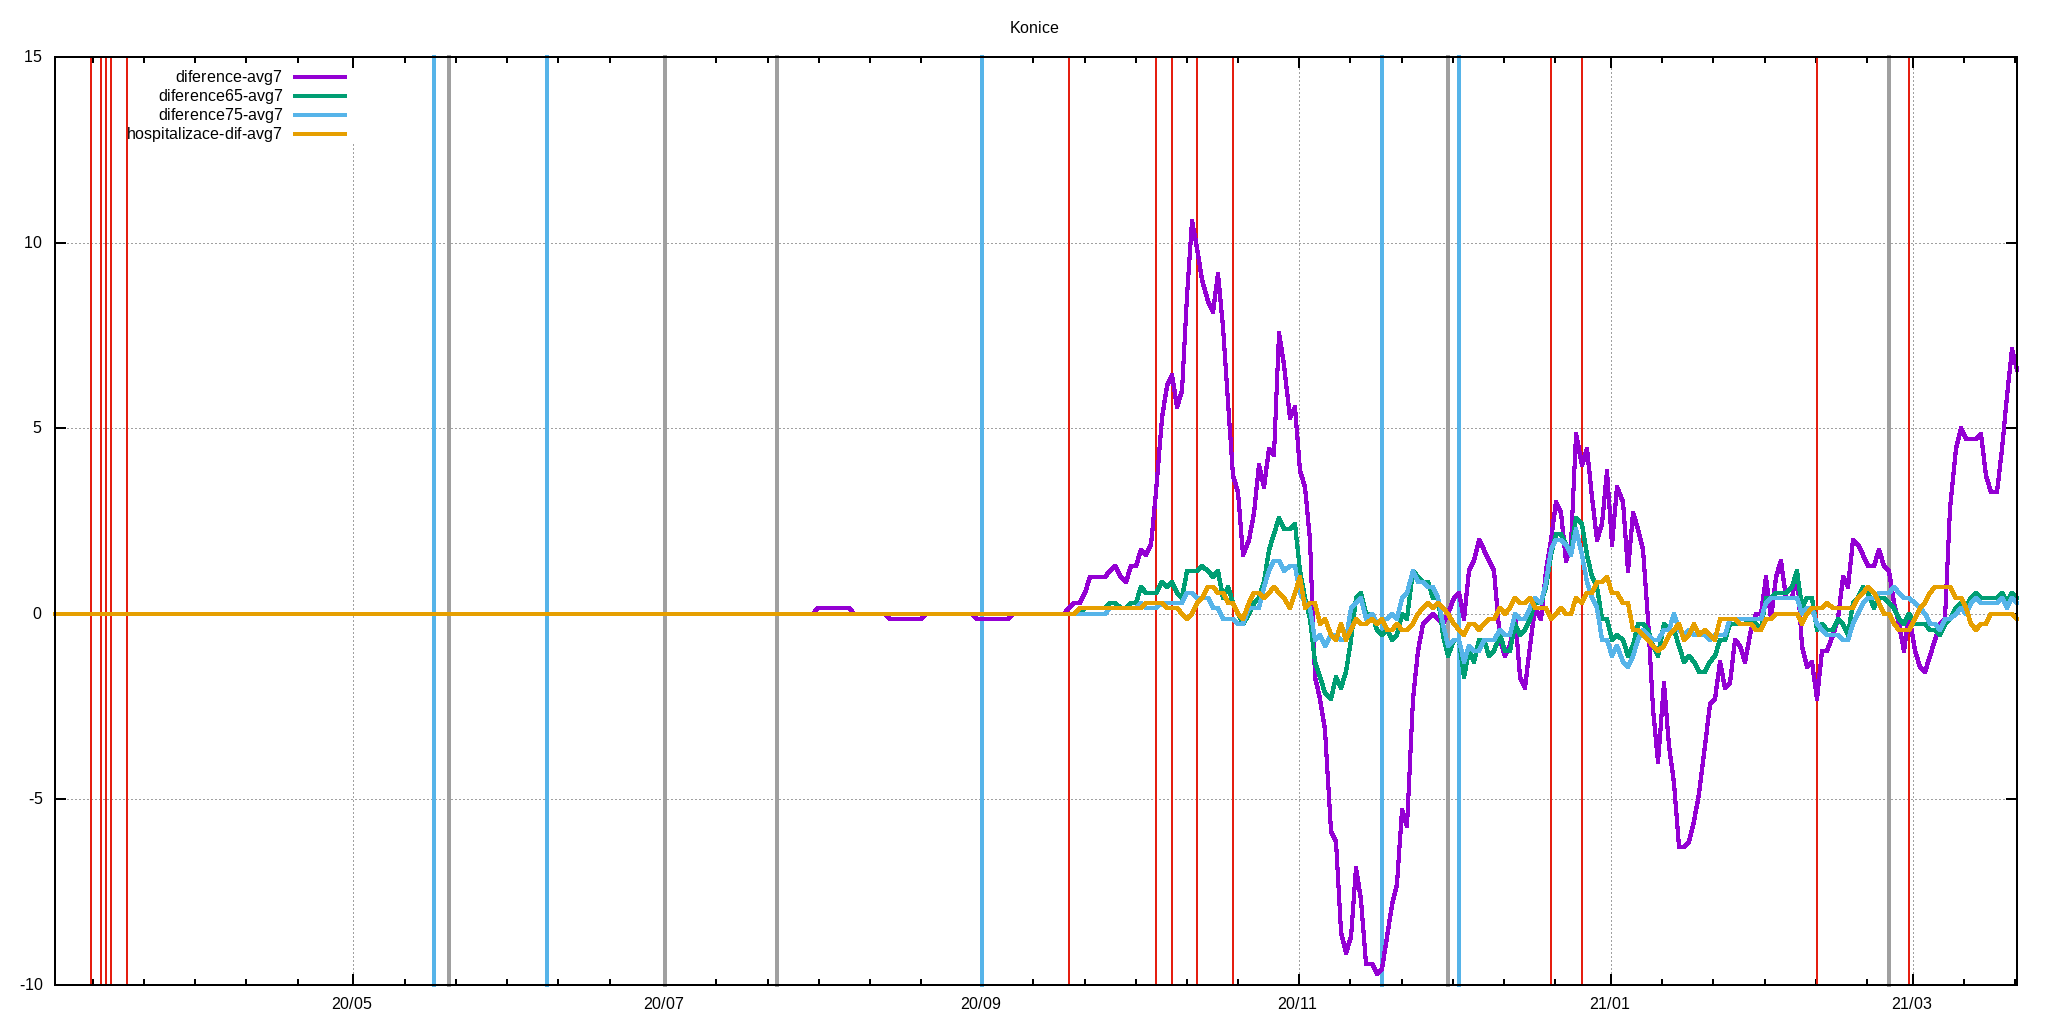 Konice
15
diference-avg7
diference65-avg7
diference75-avg7
hospitalizace-dif-avg7
10
5
0
-5
-10
20/05 20/07 20/09 20/11 21/01 21/03